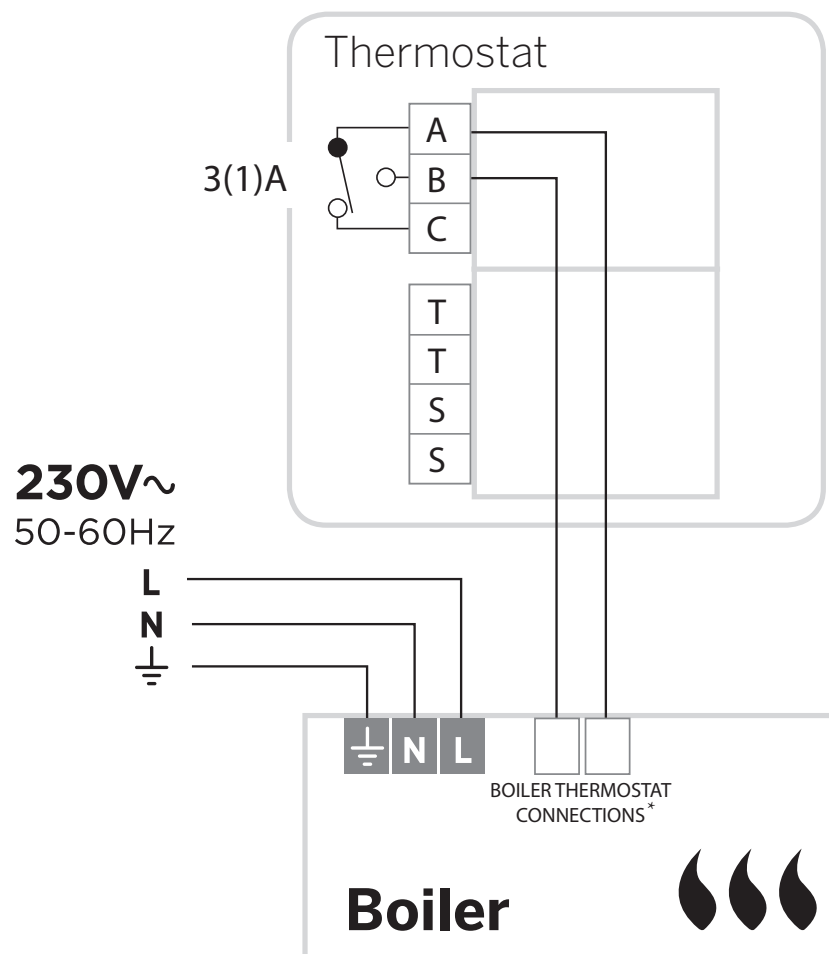 Thermostat
3(1)A
A
B
C
T
T
S
S
230V~
50-60Hz
L
N
N L
BOILER THERMOSTAT
CONNECTIONS*
Boiler